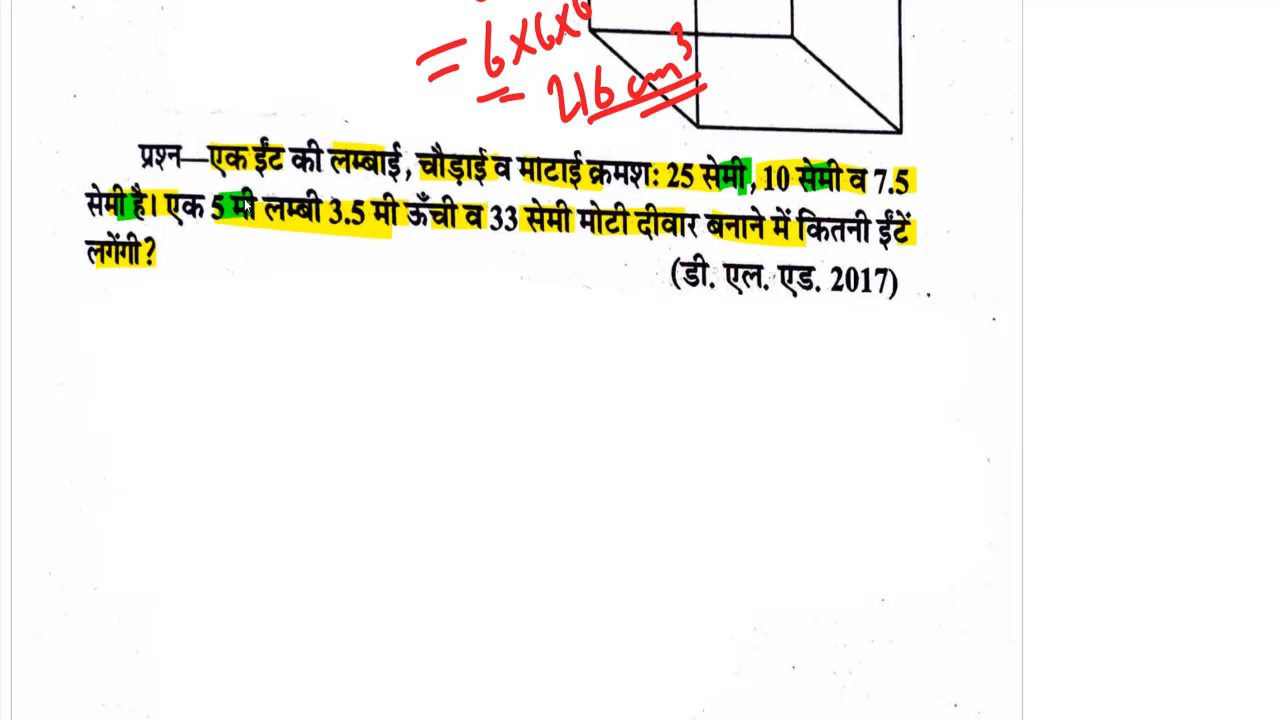 = 6×6×6
= 216 cm³
प्रश्न—एक ईंट की लम्बाई, चौड़ाई व माटाई क्रमश: 25 सेमी, 10 सेमी व 7.5
सेमी है। एक 5 मी लम्बी 3.5 मी ऊँची व 33 सेमी मोटी दीवार बनाने में कितनी ईंटें
लगेंगी?
(डी. एल. एड. 2017)